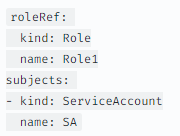 roleRef:
  kind: Role
  name: Role1
subjects:
- kind: ServiceAccount
  name: SA